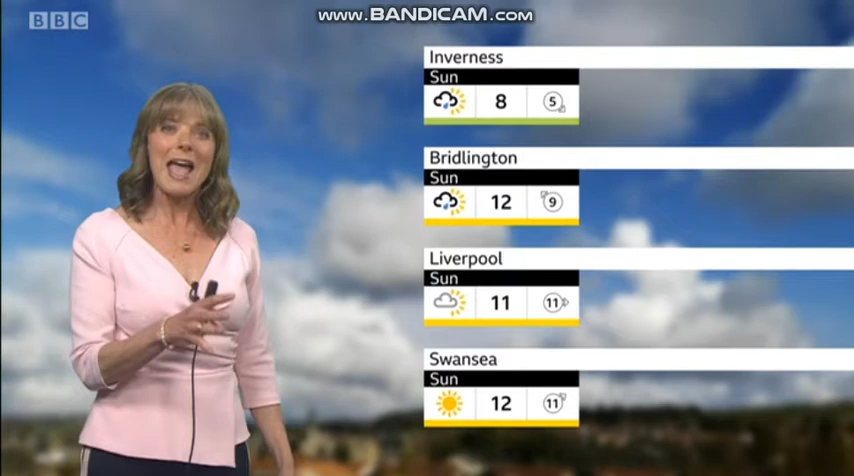 BBC
www.BANDICAM.com
Inverness
Sun
8 5
Bridlington
Sun
12 9
Liverpool
Sun
11 11
Swansea
Sun
12 11